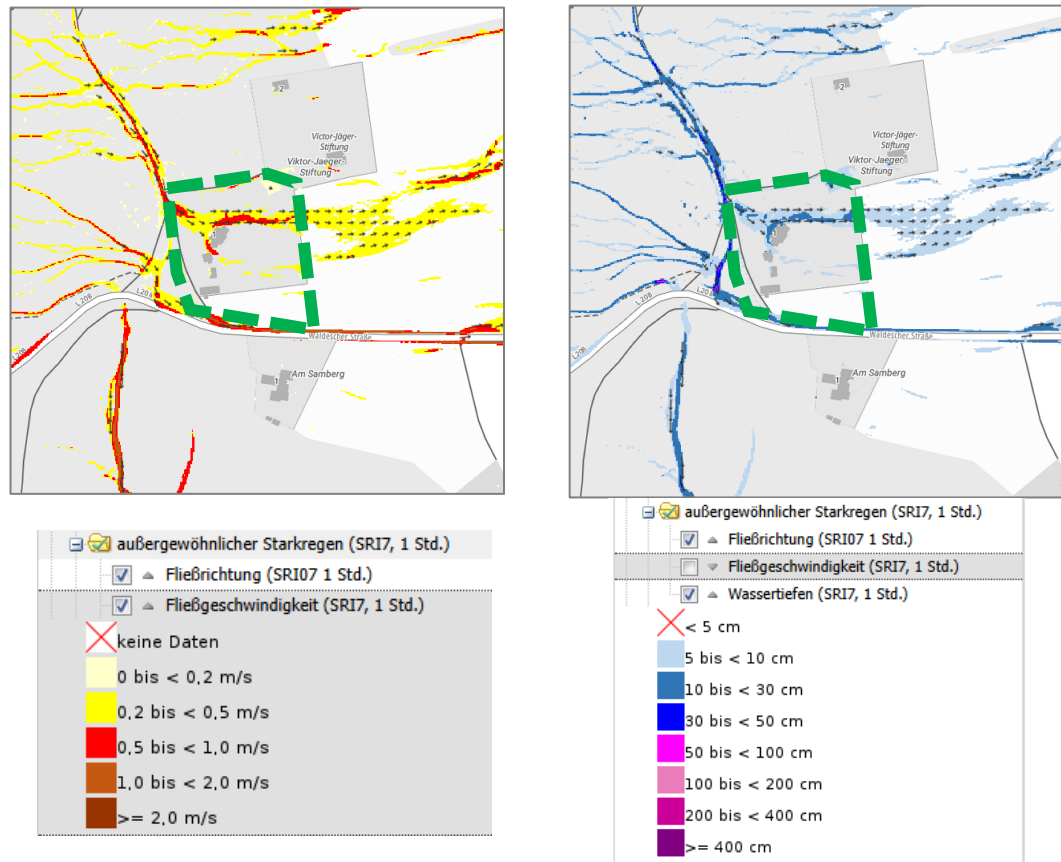 2
Victor-Jäger-
Stiftung
Viktor-Jaeger-
Stiftung
1
L 208
L 208
Waldescher Straße
L208
Am Samberg
1
2
Victor-Jäger-
Stiftung
Viktor-Jaeger-
Stiftung
1
L 208
L 208
Waldescher Straße
L208
Am Samberg
1
außergewöhnlicher Starkregen (SRI7, 1 Std.)
Fließrichtung (SRI07 1 Std.)
Fließgeschwindigkeit (SRI7, 1 Std.)
keine Daten
0 bis < 0,2 m/s
0,2 bis < 0,5 m/s
0,5 bis < 1,0 m/s
1,0 bis < 2,0 m/s
>= 2,0 m/s
außergewöhnlicher Starkregen (SRI7, 1 Std.)
Fließrichtung (SRI07 1 Std.)
Fließgeschwindigkeit (SRI7, 1 Std.)
Wassertiefen (SRI7, 1 Std.)
< 5 cm
5 bis < 10 cm
10 bis < 30 cm
30 bis < 50 cm
50 bis < 100 cm
100 bis < 200 cm
200 bis < 400 cm
>= 400 cm